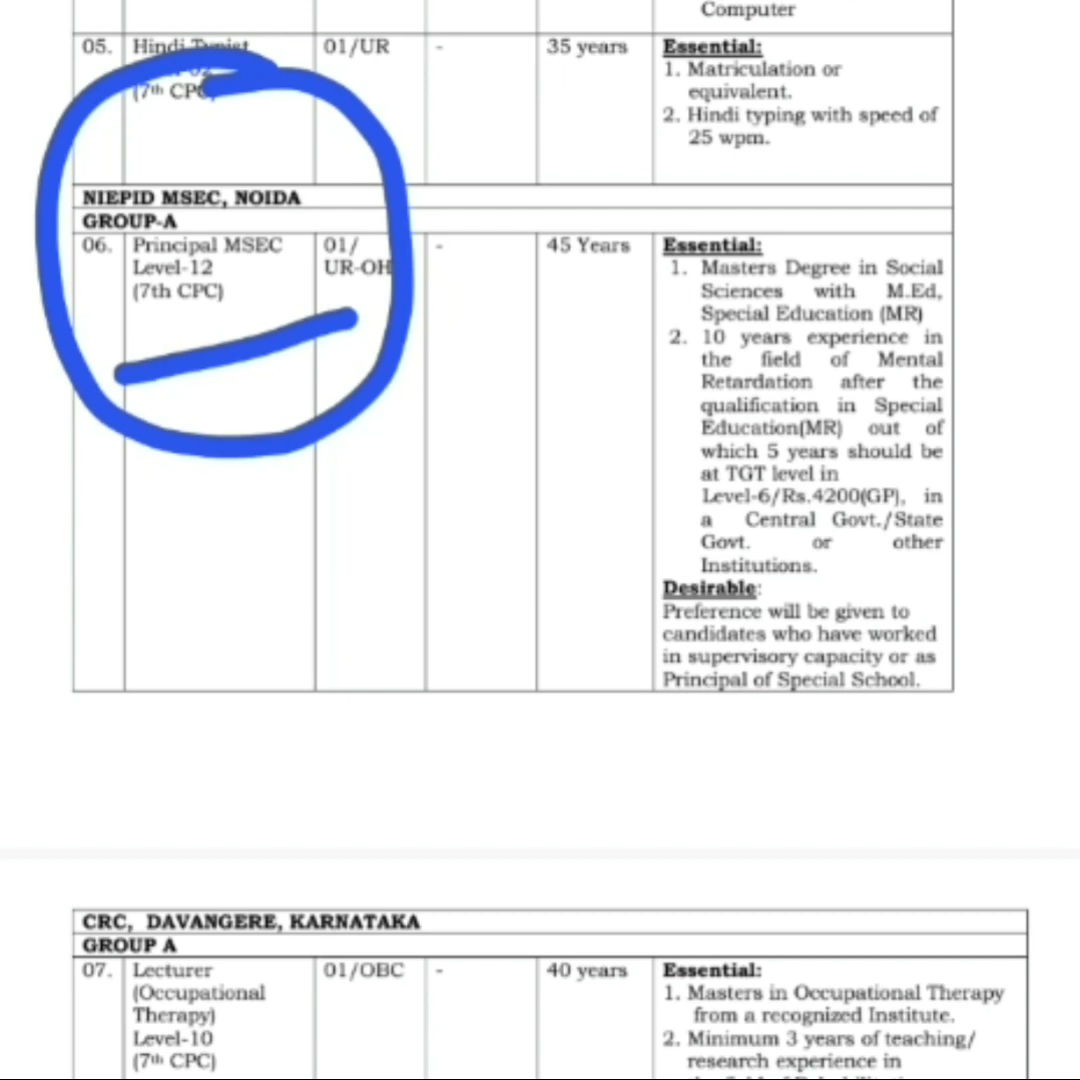 Computer
05. Hindi Typist 01/UR - 35 years Essential:
1. Matriculation or
(7th CPC) equivalent.
2. Hindi typing with speed of
25 wpm.
NIEPID MSEC, NOIDA
GROUP-A
06. Principal MSEC 01/ - 45 Years Essential:
Level-12 UR-OH 1. Masters Degree in Social
(7th CPC) Sciences with M.Ed,
Special Education (MR)
2. 10 years experience in
the field of Mental
Retardation after the
qualification in Special
Education(MR) out of
which 5 years should be
at TGT level in
Level-6/Rs.4200(GP), in
a Central Govt./State
Govt. or other
Institutions.
Desirable:
Preference will be given to
candidates who have worked
in supervisory capacity or as
Principal of Special School.
CRC, DAVANGERE, KARNATAKA
GROUP A
07. Lecturer 01/OBC - 40 years Essential:
(Occupational 1. Masters in Occupational Therapy
Therapy) from a recognized Institute.
Level-10 2. Minimum 3 years of teaching/
(7th CPC) research experience in